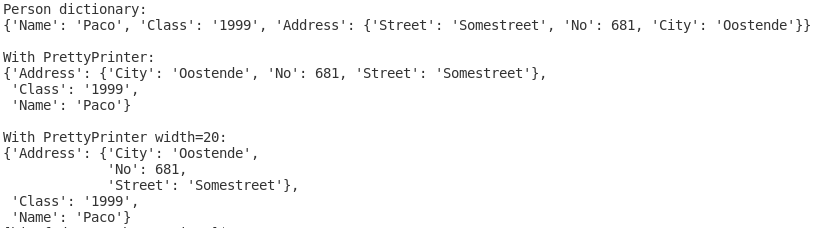 Person dictionary:
{'Name': 'Paco', 'Class': '1999', 'Address': {'Street': 'Somestreet', 'No': 681, 'City': 'Oostende'}}
With PrettyPrinter:
{'Address': {'City': 'Oostende', 'No': 681, 'Street': 'Somestreet'},
 'Class': '1999',
 'Name': 'Paco'}
With PrettyPrinter width=20:
{'Address': {'City': 'Oostende',
             'No': 681,
             'Street': 'Somestreet'},
 'Class': '1999',
 'Name': 'Paco'}